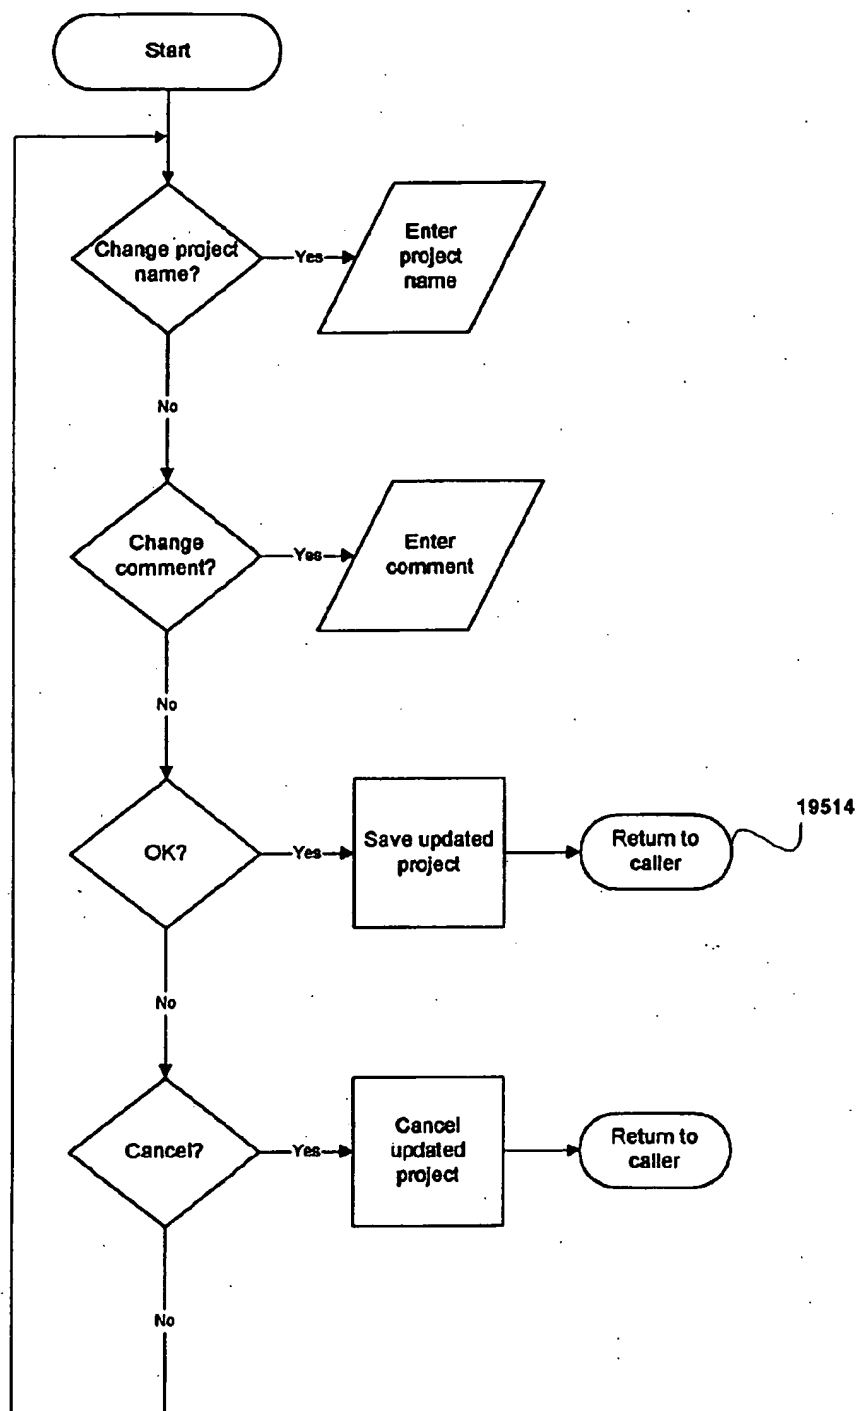 Start
Change project
name?
Yes
Enter
project
name
No
Change
comment?
Yes
Enter
comment
No
OK?
Yes
Save updated
project
Return to
caller
19514
No
Cancel?
Yes
Cancel
updated
project
Return to
caller
No